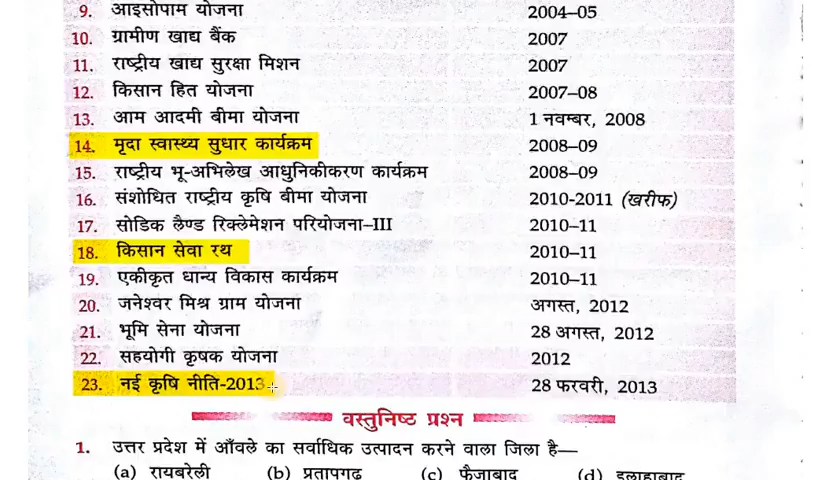 9. आइसोपाम योजना 2004–05
10. ग्रामीण खाद्य बैंक 2007
11. राष्ट्रीय खाद्य सुरक्षा मिशन 2007
12. किसान हित योजना 2007–08
13. आम आदमी बीमा योजना 1 नवम्बर, 2008
14. मृदा स्वास्थ्य सुधार कार्यक्रम 2008–09
15. राष्ट्रीय भू-अभिलेख आधुनिकीकरण कार्यक्रम 2008–09
16. संशोधित राष्ट्रीय कृषि बीमा योजना 2010-2011 (खरीफ)
17. सोडिक लैण्ड रिक्लेमेशन परियोजना–III 2010–11
18. किसान सेवा रथ 2010–11
19. एकीकृत धान्य विकास कार्यक्रम 2010–11
20. जनेश्वर मिश्र ग्राम योजना अगस्त, 2012
21. भूमि सेना योजना 28 अगस्त, 2012
22. सहयोगी कृषक योजना 2012
23. नई कृषि नीति-2013 28 फरवरी, 2013
वस्तुनिष्ठ प्रश्न
1. उत्तर प्रदेश में आँवले का सर्वाधिक उत्पादन करने वाला जिला है—
(a) रायबरेली (b) प्रतापगढ़ (c) फैजाबाद (d) इलाहाबाद